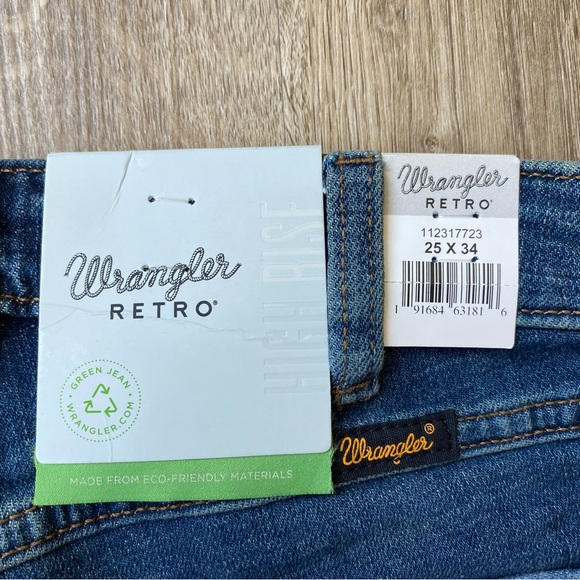 Wrangler
RETRO®
HIGH RISE
GREEN JEAN
WRANGLER.COM
MADE FROM ECO-FRIENDLY MATERIALS
Wrangler
RETRO®
112317723
25 X 34
1 91684 63181 6
Wrangler®